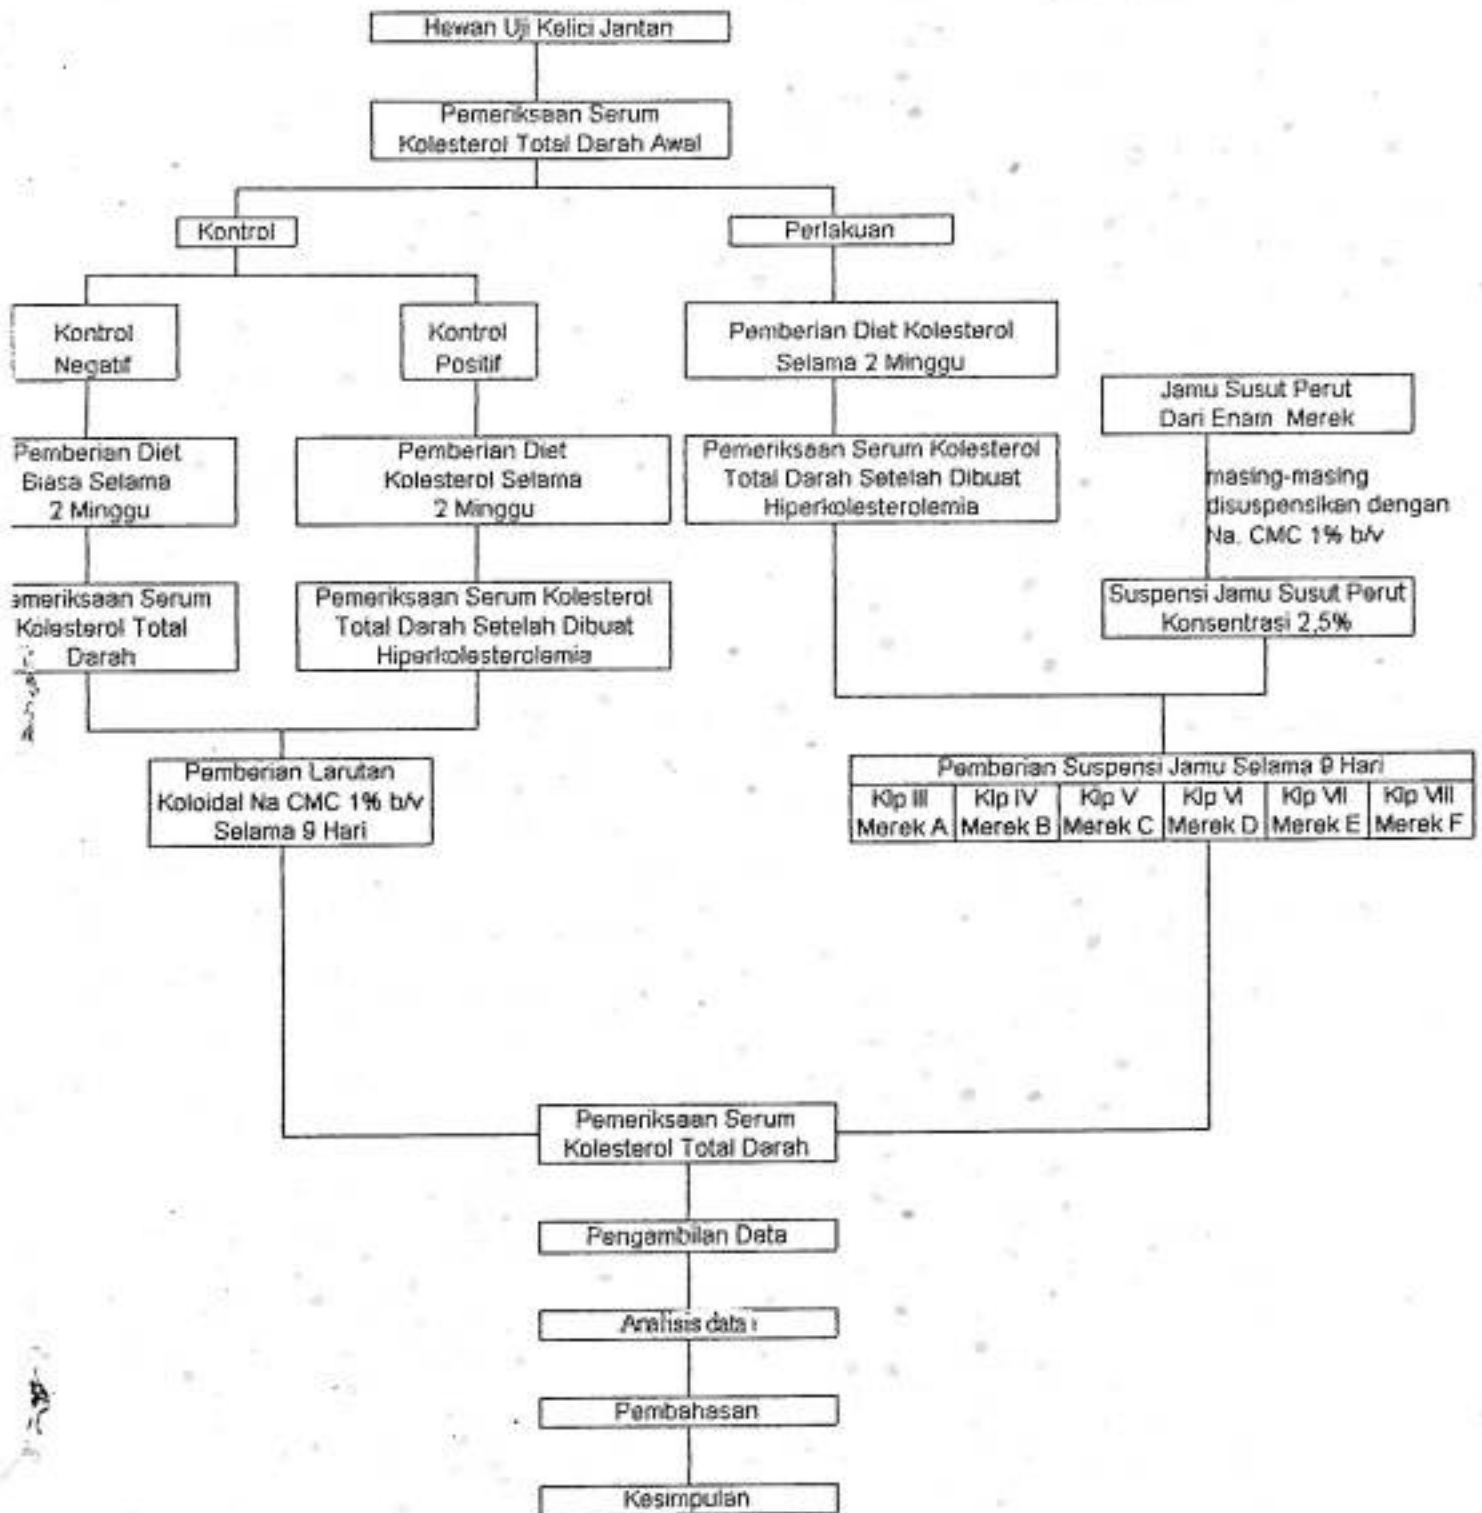 Hewan Uji Kelici Jantan
Pemeriksaan Serum
Kolesterol Total Darah Awal
Kontrol
Perlakuan
Kontrol
Negatif
Kontrol
Positif
Pemberian Diet Kolesterol
Selama 2 Minggu
Jamu Susut Perut
Dari Enam Merek
Pemberian Diet
Biasa Selama
2 Minggu
Pemberian Diet
Kolesterol Selama
2 Minggu
Pemeriksaan Serum Kolesterol
Total Darah Setelah Dibuat
Hiperkolesterolemia
masing-masing
disuspensikan dengan
Na. CMC 1% b/v
emeriksaan Serum
Kolesterol Total
Darah
Pemeriksaan Serum Kolesterol
Total Darah Setelah Dibuat
Hiperkolesterolemia
Suspensi Jamu Susut Perut
Konsentrasi 2,5%
Pemberian Larutan
Koloidal Na CMC 1% b/v
Selama 9 Hari
Pemberian Suspensi Jamu Selama 9 Hari
Klp III Klp IV Klp V Klp VI Klp VII Klp VIII
Merek A Merek B Merek C Merek D Merek E Merek F
Pemeriksaan Serum
Kolesterol Total Darah
Pengambilan Data
Analisis data
Pembahasan
Kesimpulan